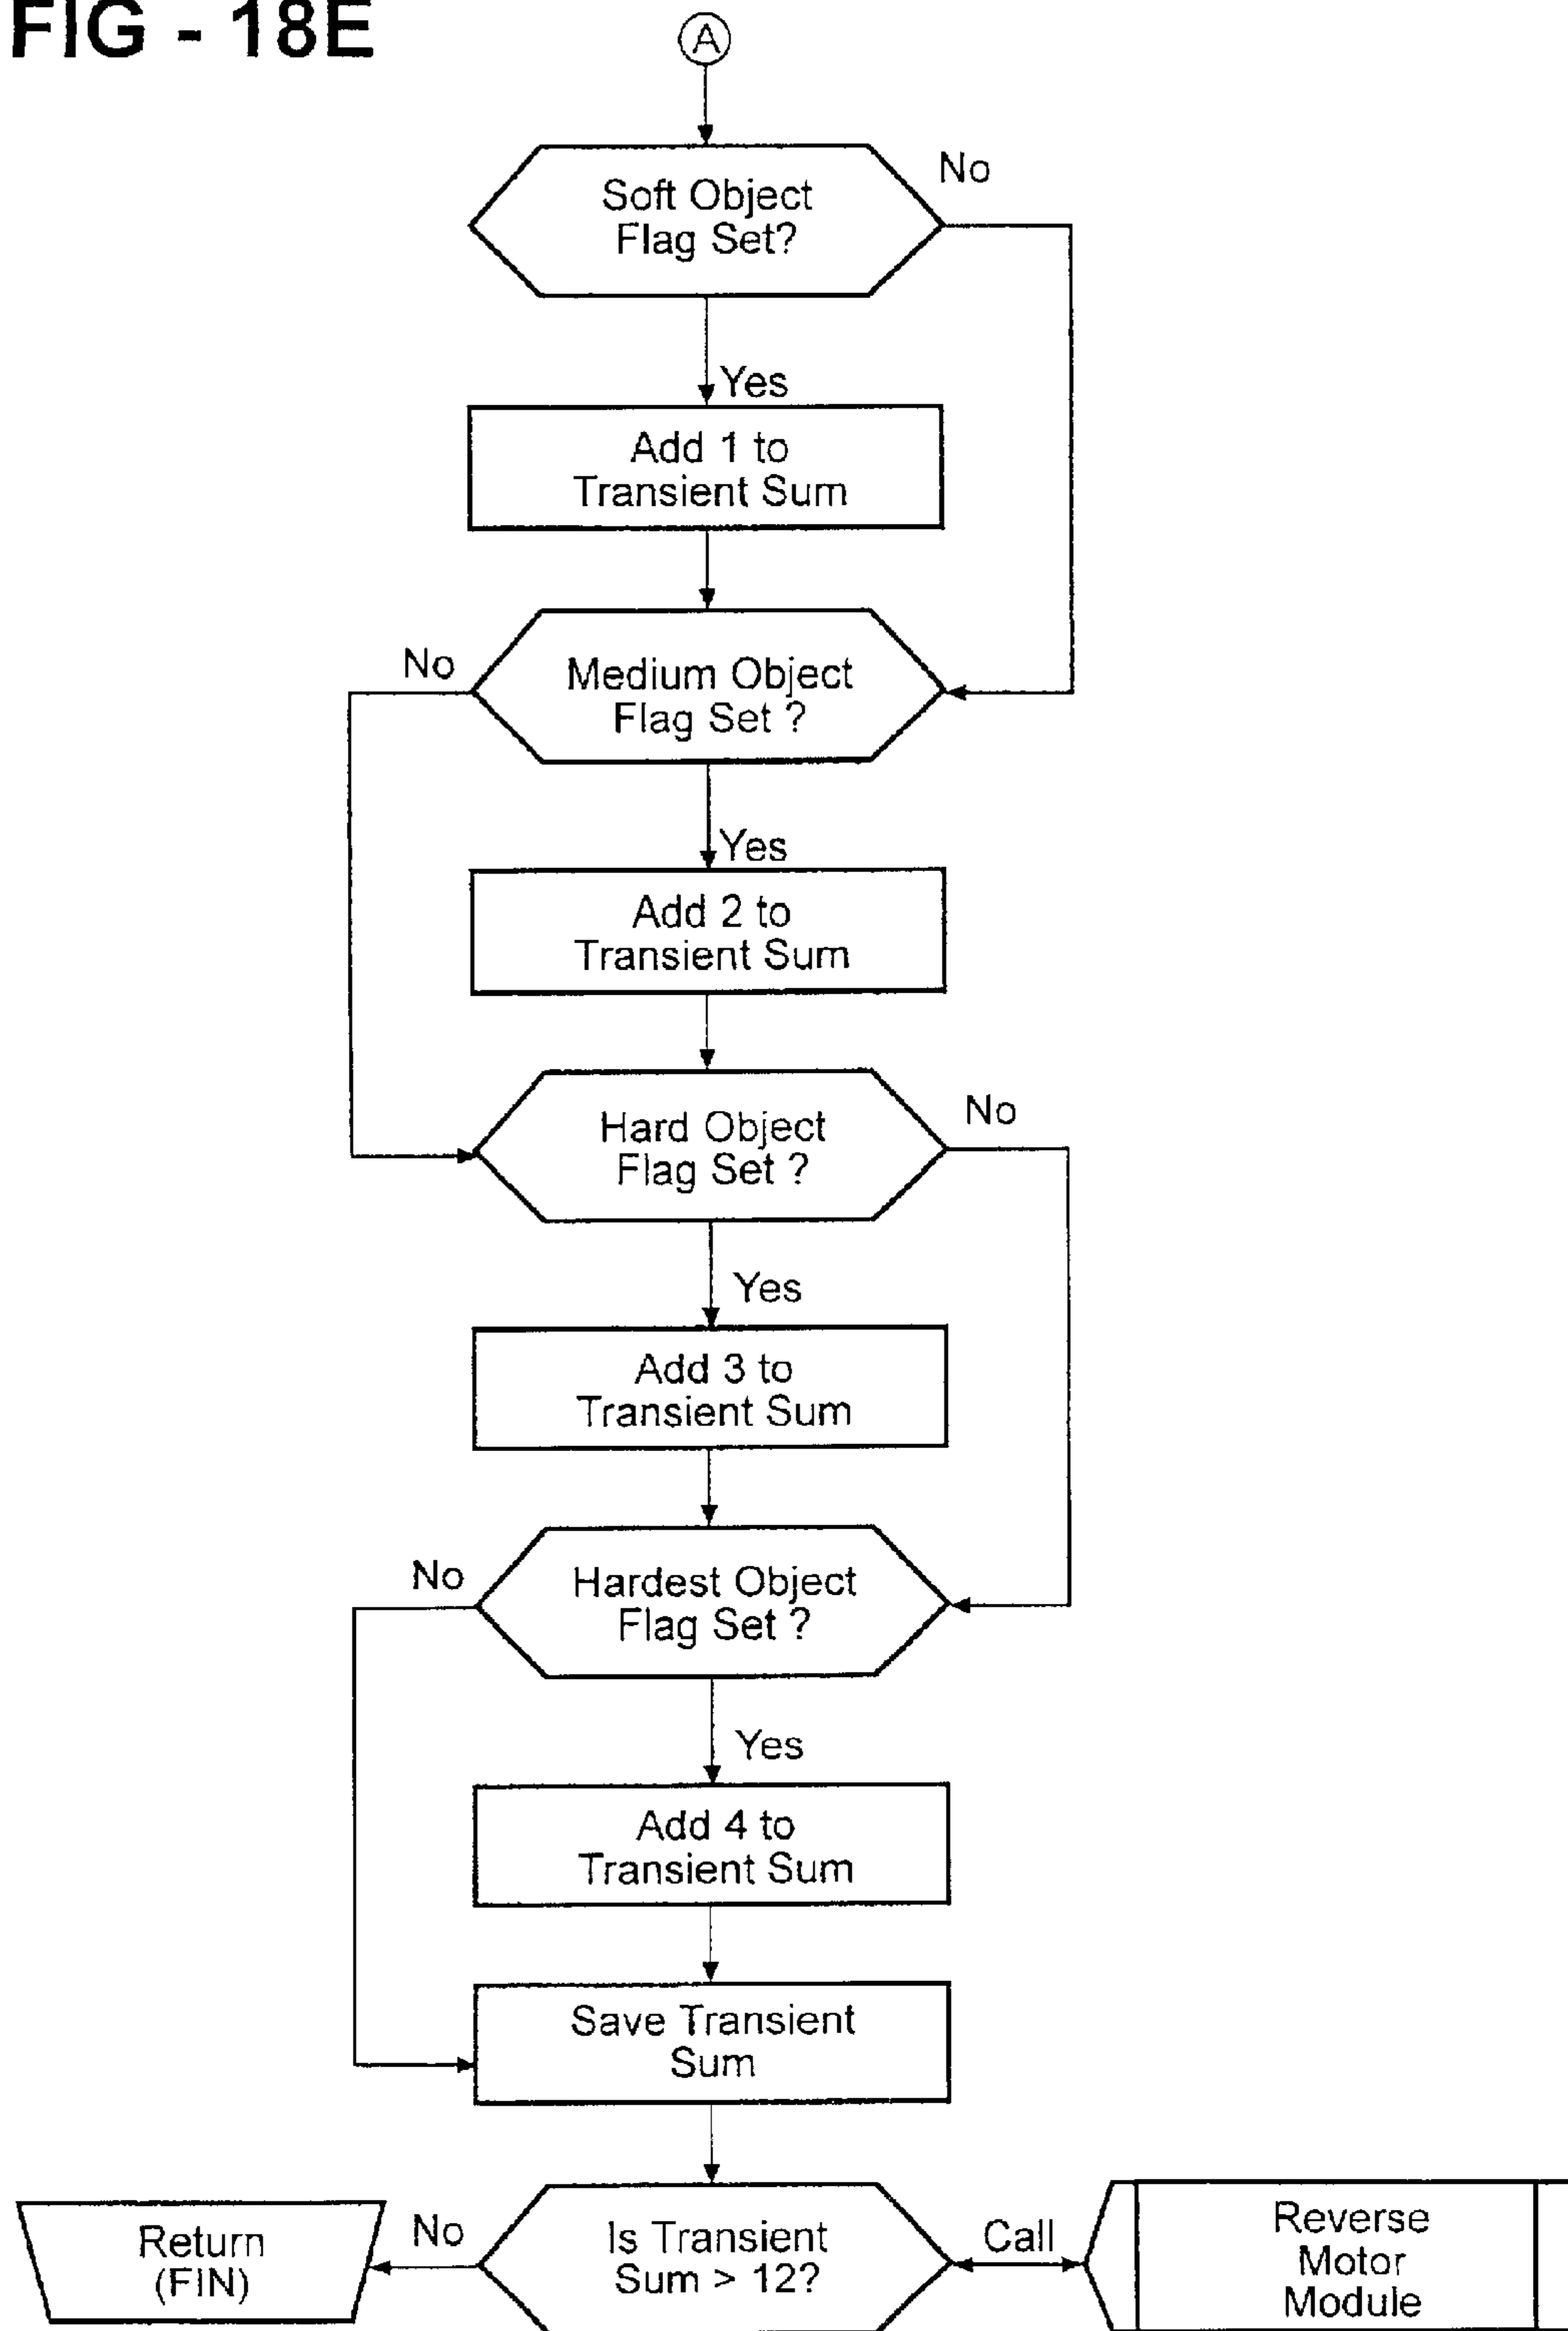 FIG - 18E
A
Soft Object
Flag Set?
No
Yes
Add 1 to
Transient Sum
No
Medium Object
Flag Set ?
Yes
Add 2 to
Transient Sum
Hard Object
Flag Set ?
No
Yes
Add 3 to
Transient Sum
No
Hardest Object
Flag Set ?
Yes
Add 4 to
Transient Sum
Save Transient
Sum
Return
(FIN)
No
Is Transient
Sum > 12?
Call
Reverse
Motor
Module